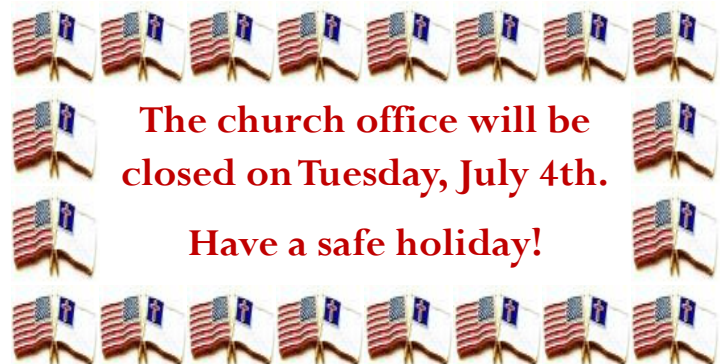 The church office will be
closed on Tuesday, July 4th.
Have a safe holiday!